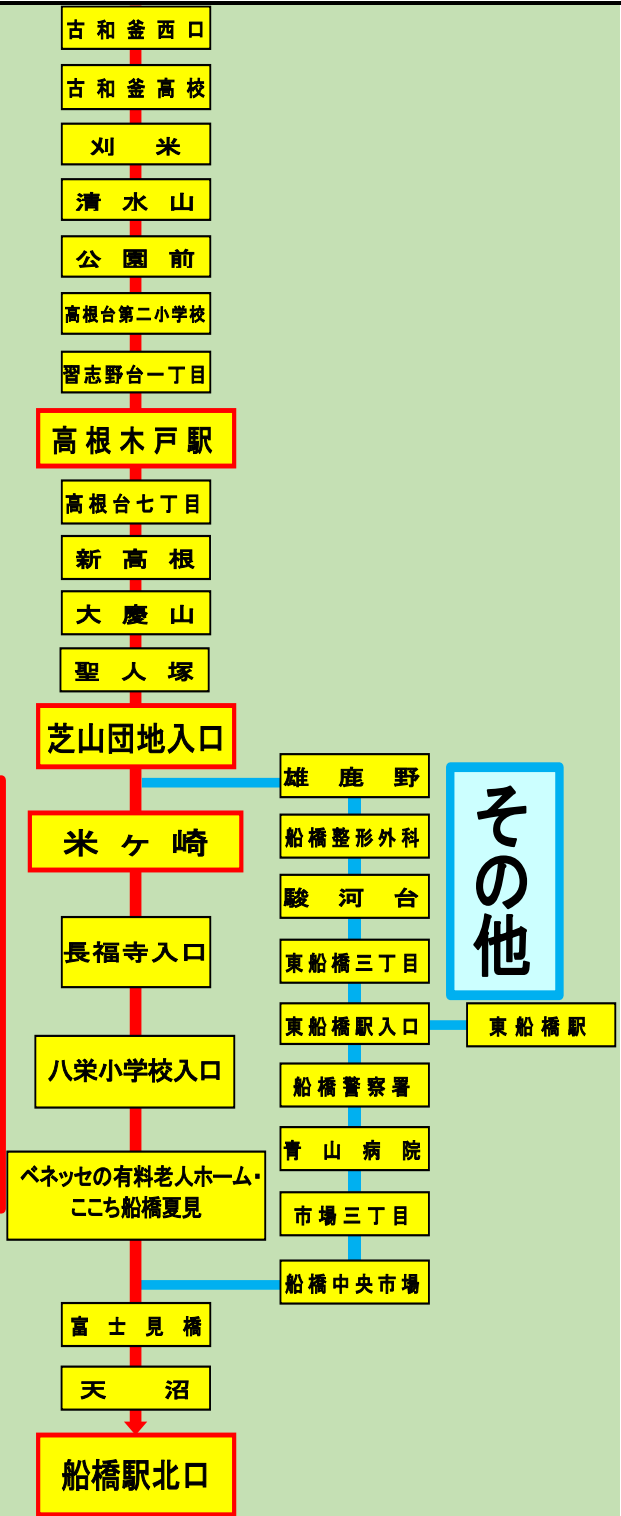 古和釜西口
古和釜高校
刈米
清水山
公園前
高根台第二小学校
習志野台一丁目
高根木戸駅
高根台七丁目
新高根
大慶山
聖人塚
芝山団地入口
米ヶ崎
長福寺入口
八栄小学校入口
ベネッセの有料老人ホーム・
ここち船橋夏見
富士見橋
天沼
船橋駅北口
雄鹿野
船橋整形外科
駿河台
東船橋三丁目
東船橋駅入口
東船橋駅
船橋警察署
青山病院
市場三丁目
船橋中央市場
その他